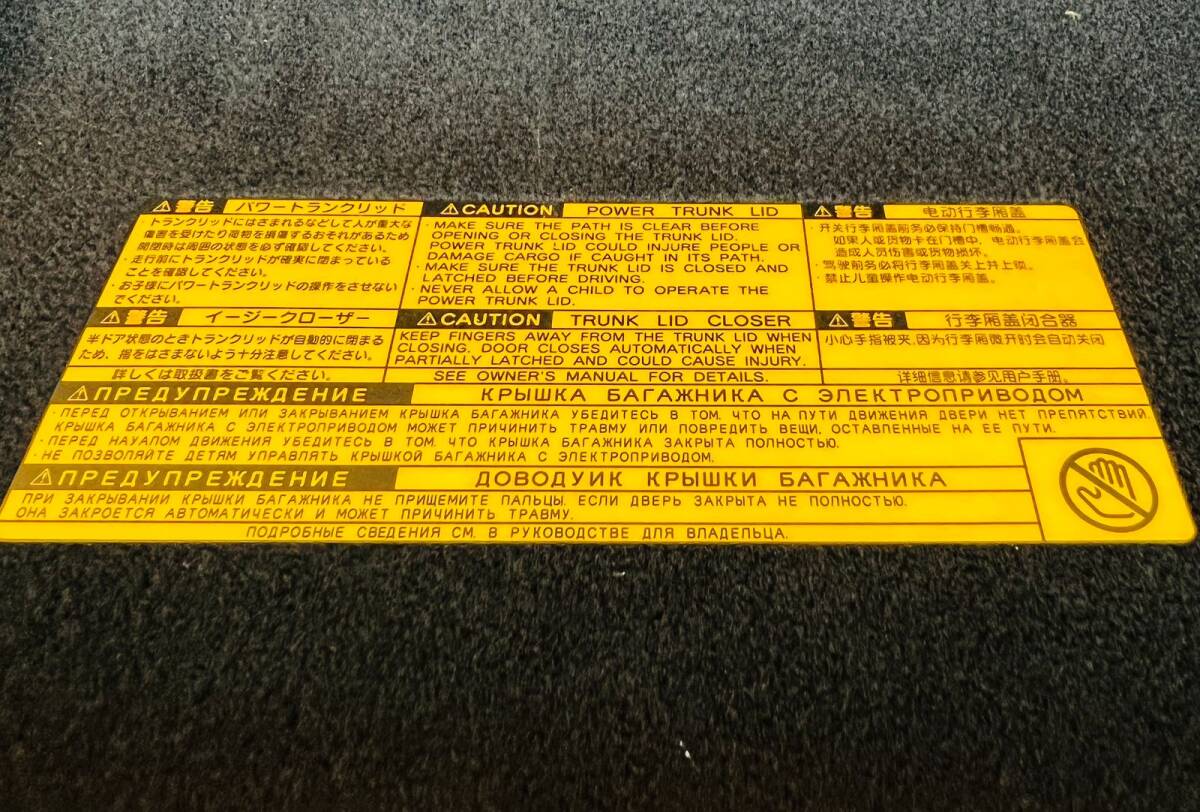 ⚠警告 パワートランクリッド
・トランクリッドにはさまれるなどして人が重大な
傷害を受けたり荷物を損傷するおそれがあるため
開閉時は周囲の状態を必ず確認してください。
・走行前にトランクリッドが確実に閉まっている
ことを確認してください。
・お子様にパワートランクリッドの操作をさせない
でください。
⚠警告 イージークローザー
半ドア状態のときトランクリッドが自動的に閉まる
ため、指をはさまないよう十分注意してください。
詳しくは取扱書をご覧ください。
⚠CAUTION POWER TRUNK LID
・MAKE SURE THE PATH IS CLEAR BEFORE
OPENING OR CLOSING THE TRUNK LID.
POWER TRUNK LID COULD INJURE PEOPLE OR
DAMAGE CARGO IF CAUGHT IN ITS PATH.
・MAKE SURE THE TRUNK LID IS CLOSED AND
LATCHED BEFORE DRIVING.
・NEVER ALLOW A CHILD TO OPERATE THE
POWER TRUNK LID.
⚠CAUTION TRUNK LID CLOSER
KEEP FINGERS AWAY FROM THE TRUNK LID WHEN
CLOSING. DOOR CLOSES AUTOMATICALLY WHEN
PARTIALLY LATCHED AND COULD CAUSE INJURY.
SEE OWNER'S MANUAL FOR DETAILS.
⚠警告 电动行李厢盖
・开关行李厢盖前务必保持门槽畅通。
如果人或货物卡在门槽中，电动行李厢盖会
造成人员伤害或货物损坏。
・驾驶前务必将行李厢盖关上并上锁。
・禁止儿童操作电动行李厢盖。
⚠警告 行李厢盖闭合器
小心手指被夹,因为行李厢微开时会自动关闭
详细信息请参见用户手册。
⚠ПРЕДУПРЕЖДЕНИЕ КРЫШКА БАГАЖНИКА С ЭЛЕКТРОПРИВОДОМ
・ПЕРЕД ОТКРЫВАНИЕМ ИЛИ ЗАКРЫВАНИЕМ КРЫШКА БАГАЖНИКА УБЕДИТЕСЬ В ТОМ, ЧТО НА ПУТИ ДВИЖЕНИЯ ДВЕРИ НЕТ ПРЕПЯТСТВИЙ.
КРЫШКА БАГАЖНИКА С ЭЛЕКТРОПРИВОДОМ МОЖЕТ ПРИЧИНИТЬ ТРАВМУ ИЛИ ПОВРЕДИТЬ ВЕЩИ, ОСТАВЛЕННЫЕ НА ЕЕ ПУТИ.
・ПЕРЕД НАУАЛОМ ДВИЖЕНИЯ УБЕДИТЕСЬ В ТОМ, ЧТО КРЫШКА БАГАЖНИКА ЗАКРЫТА ПОЛНОСТЬЮ.
・НЕ ПОЗВОЛЯЙТЕ ДЕТЯМ УПРАВЛЯТЬ КРЫШКОЙ БАГАЖНИКА С ЭЛЕКТРОПРИВОДОМ.
⚠ПРЕДУПРЕЖДЕНИЕ ДОВОДУИК КРЫШКИ БАГАЖНИКА
ПРИ ЗАКРЫВАНИИ КРЫШКИ БАГАЖНИКА НЕ ПРИЩЕМИТЕ ПАЛЬЦЫ. ЕСЛИ ДВЕРЬ ЗАКРЫТА НЕ ПОЛНОСТЬЮ.
ОНА ЗАКРОЕТСЯ АВТОМАТИЧЕСКИ И МОЖЕТ ПРИЧИНИТЬ ТРАВМУ.
ПОДРОБНЫЕ СВЕДЕНИЯ СМ. В РУКОВОДСТВЕ ДЛЯ ВЛАДЕЛЬЦА.